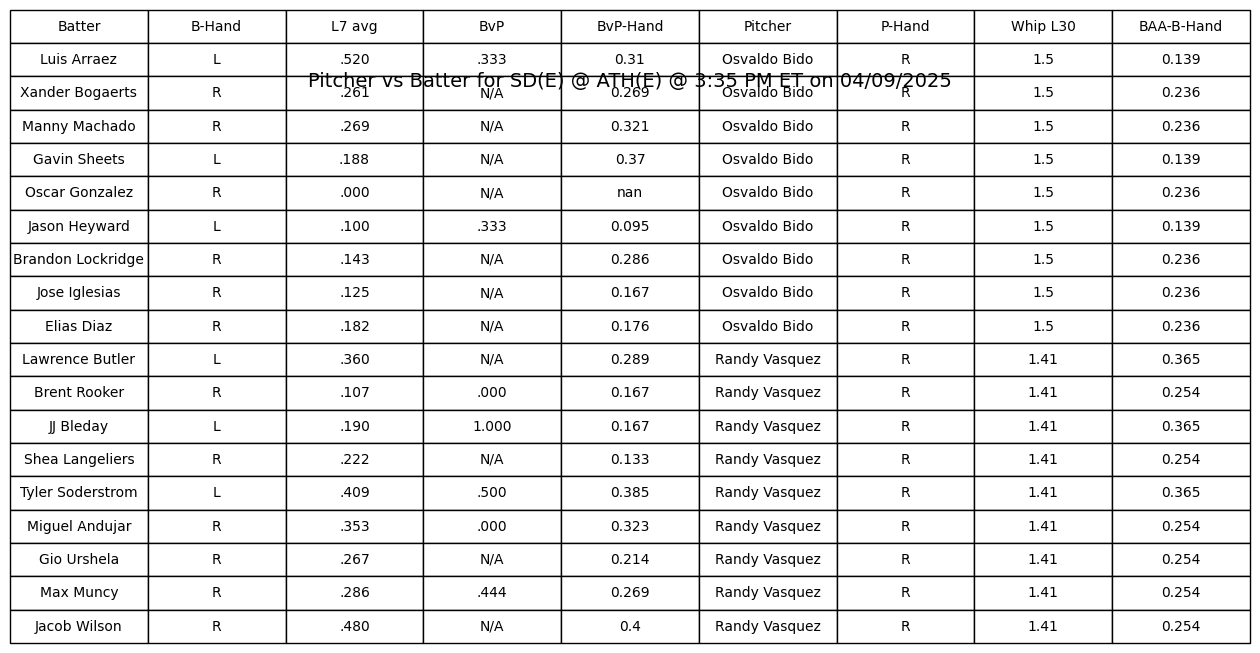 Batter B-Hand L7 avg BvP BvP-Hand Pitcher P-Hand Whip L30 BAA-B-Hand
Luis Arraez L .520 .333 0.31 Osvaldo Bido R 1.5 0.139
Pitcher vs Batter for SD(E) @ ATH(E) @ 3:35 PM ET on 04/09/2025
Xander Bogaerts R .261 N/A 0.269 Osvaldo Bido R 1.5 0.236
Manny Machado R .269 N/A 0.321 Osvaldo Bido R 1.5 0.236
Gavin Sheets L .188 N/A 0.37 Osvaldo Bido R 1.5 0.139
Oscar Gonzalez R .000 N/A nan Osvaldo Bido R 1.5 0.236
Jason Heyward L .100 .333 0.095 Osvaldo Bido R 1.5 0.139
Brandon Lockridge R .143 N/A 0.286 Osvaldo Bido R 1.5 0.236
Jose Iglesias R .125 N/A 0.167 Osvaldo Bido R 1.5 0.236
Elias Diaz R .182 N/A 0.176 Osvaldo Bido R 1.5 0.236
Lawrence Butler L .360 N/A 0.289 Randy Vasquez R 1.41 0.365
Brent Rooker R .107 .000 0.167 Randy Vasquez R 1.41 0.254
JJ Bleday L .190 1.000 0.167 Randy Vasquez R 1.41 0.365
Shea Langeliers R .222 N/A 0.133 Randy Vasquez R 1.41 0.254
Tyler Soderstrom L .409 .500 0.385 Randy Vasquez R 1.41 0.365
Miguel Andujar R .353 .000 0.323 Randy Vasquez R 1.41 0.254
Gio Urshela R .267 N/A 0.214 Randy Vasquez R 1.41 0.254
Max Muncy R .286 .444 0.269 Randy Vasquez R 1.41 0.254
Jacob Wilson R .480 N/A 0.4 Randy Vasquez R 1.41 0.254